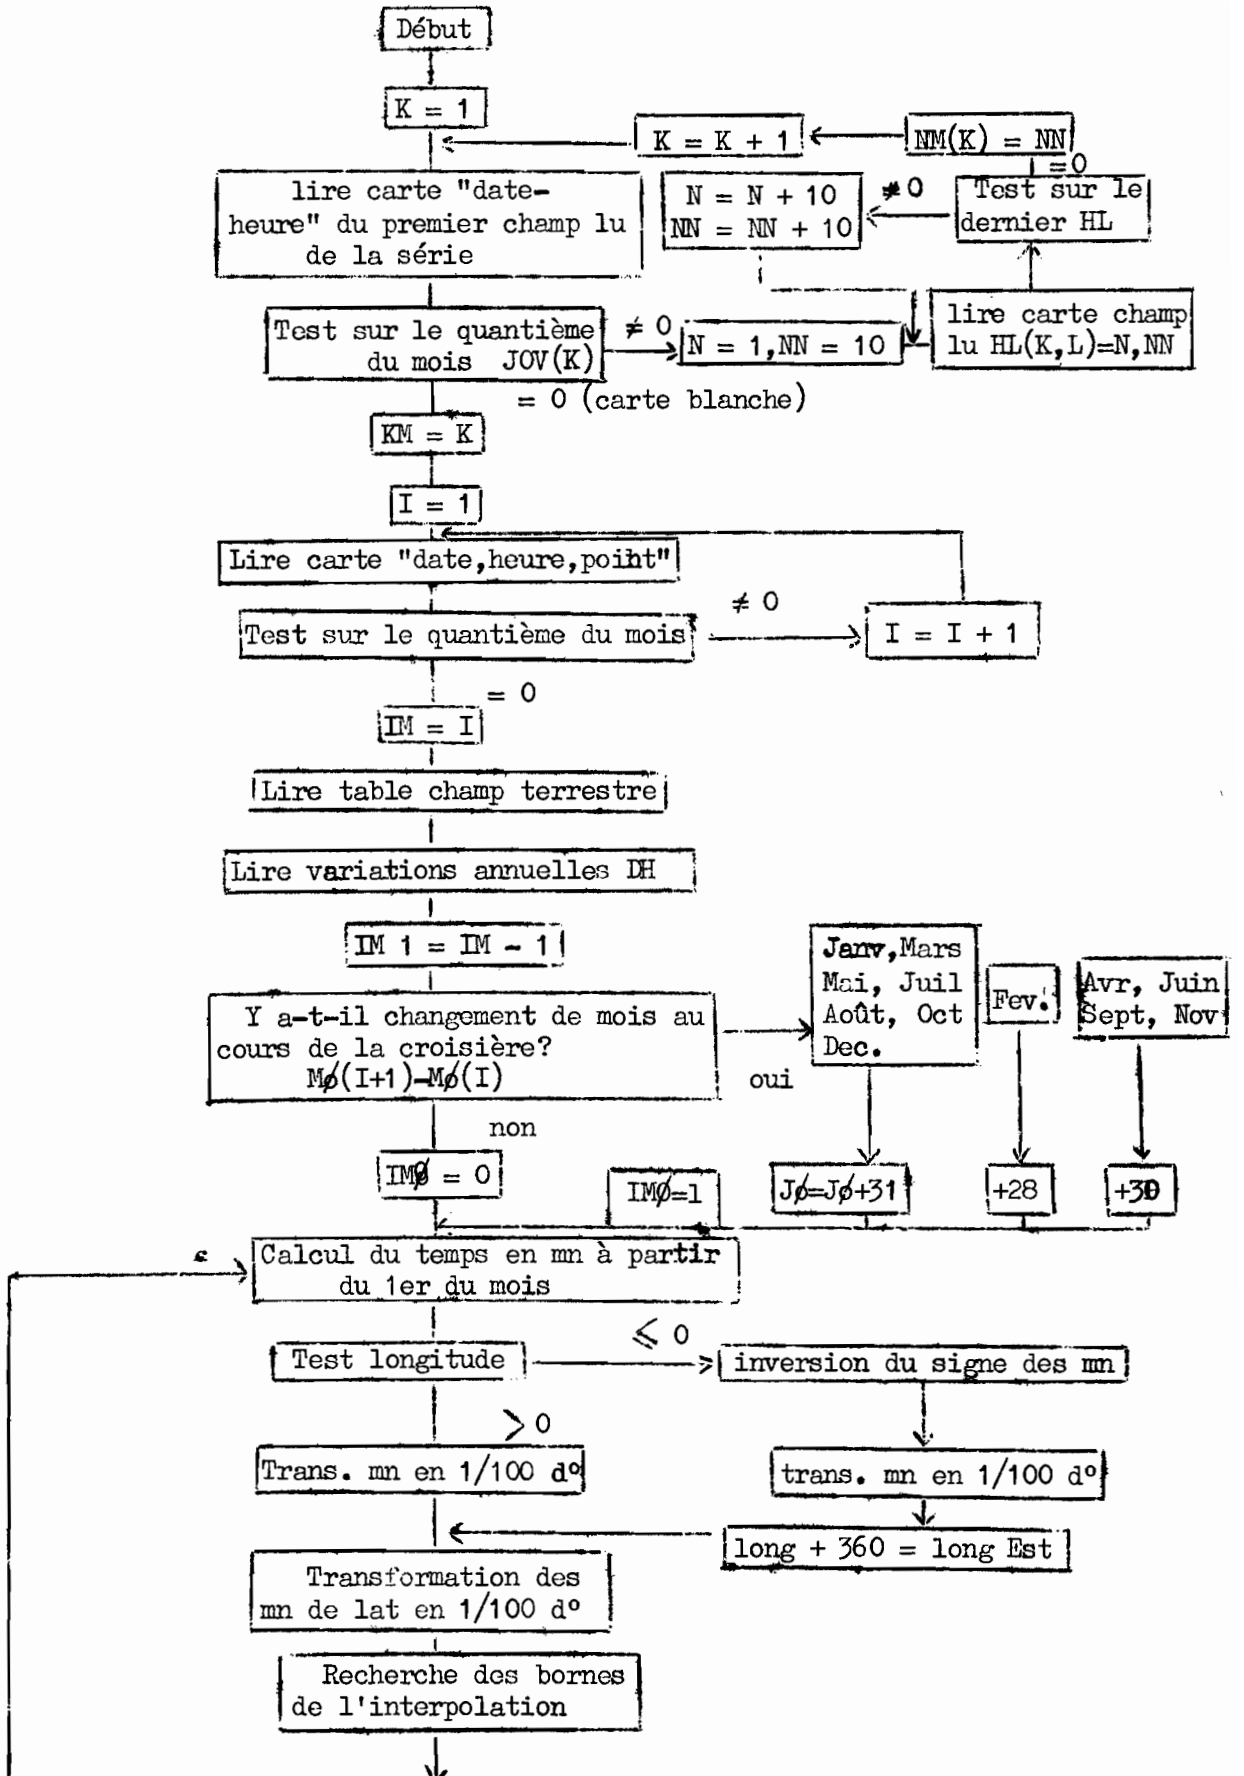 Début
K = 1
K = K + 1
NM(K) = NN
= 0
lire carte "date-
heure" du premier champ lu
de la série
N = N + 10
NN = NN + 10
≠ 0
Test sur le
dernier HL
Test sur le quantième
du mois JOV(K)
≠ 0
N = 1, NN = 10
lire carte champ
lu HL(K,L)=N,NN
= 0 (carte blanche)
KM = K
I = 1
Lire carte "date,heure,point"
Test sur le quantième du mois
≠ 0
I = I + 1
= 0
IM = I
Lire table champ terrestre
Lire variations annuelles DH
IM 1 = IM - 1
Janv,Mars
Mai, Juil
Août, Oct
Dec.
Fev.
Avr, Juin
Sept, Nov
Y a-t-il changement de mois au
cours de la croisière?
MØ(I+1)-MØ(I)
oui
non
IMØ = 0
IMØ=1
JØ=JØ+31
+28
+30
Calcul du temps en mn à partir
du 1er du mois
Test longitude
⩽ 0
inversion du signe des mn
> 0
Trans. mn en 1/100 d°
trans. mn en 1/100 d°
long + 360 = long Est
Transformation des
mn de lat en 1/100 d°
Recherche des bornes
de l'interpolation